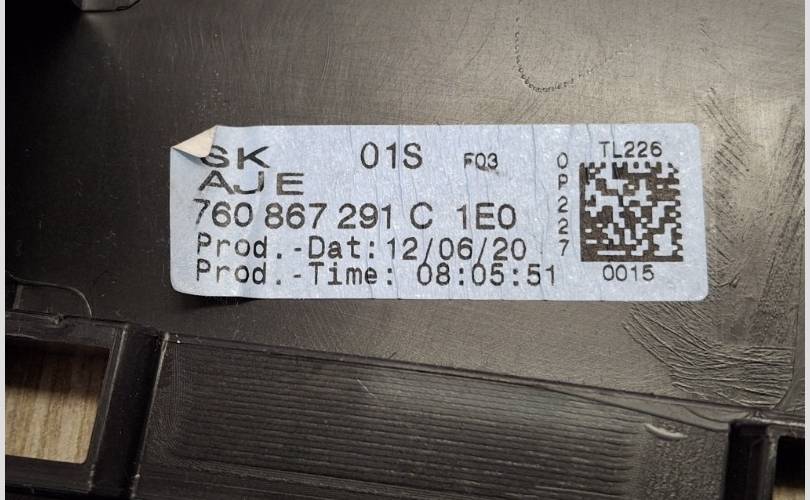 SK 01S F03
AJE
760 867 291 C 1E0
Prod.-Dat:12/06/20
Prod.-Time: 08:05:51
OP227
TL226
0015